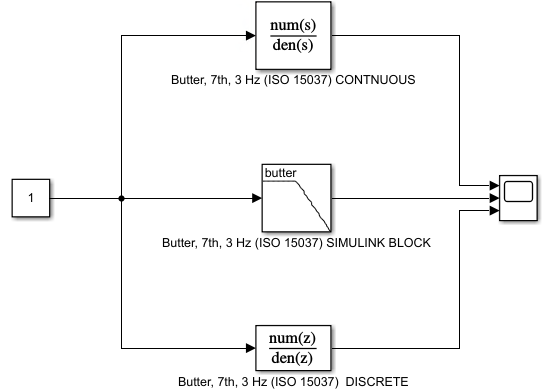 num(s)
den(s)
Butter, 7th, 3 Hz (ISO 15037) CONTNUOUS
butter
1
Butter, 7th, 3 Hz (ISO 15037) SIMULINK BLOCK
num(z)
den(z)
Butter, 7th, 3 Hz (ISO 15037)  DISCRETE